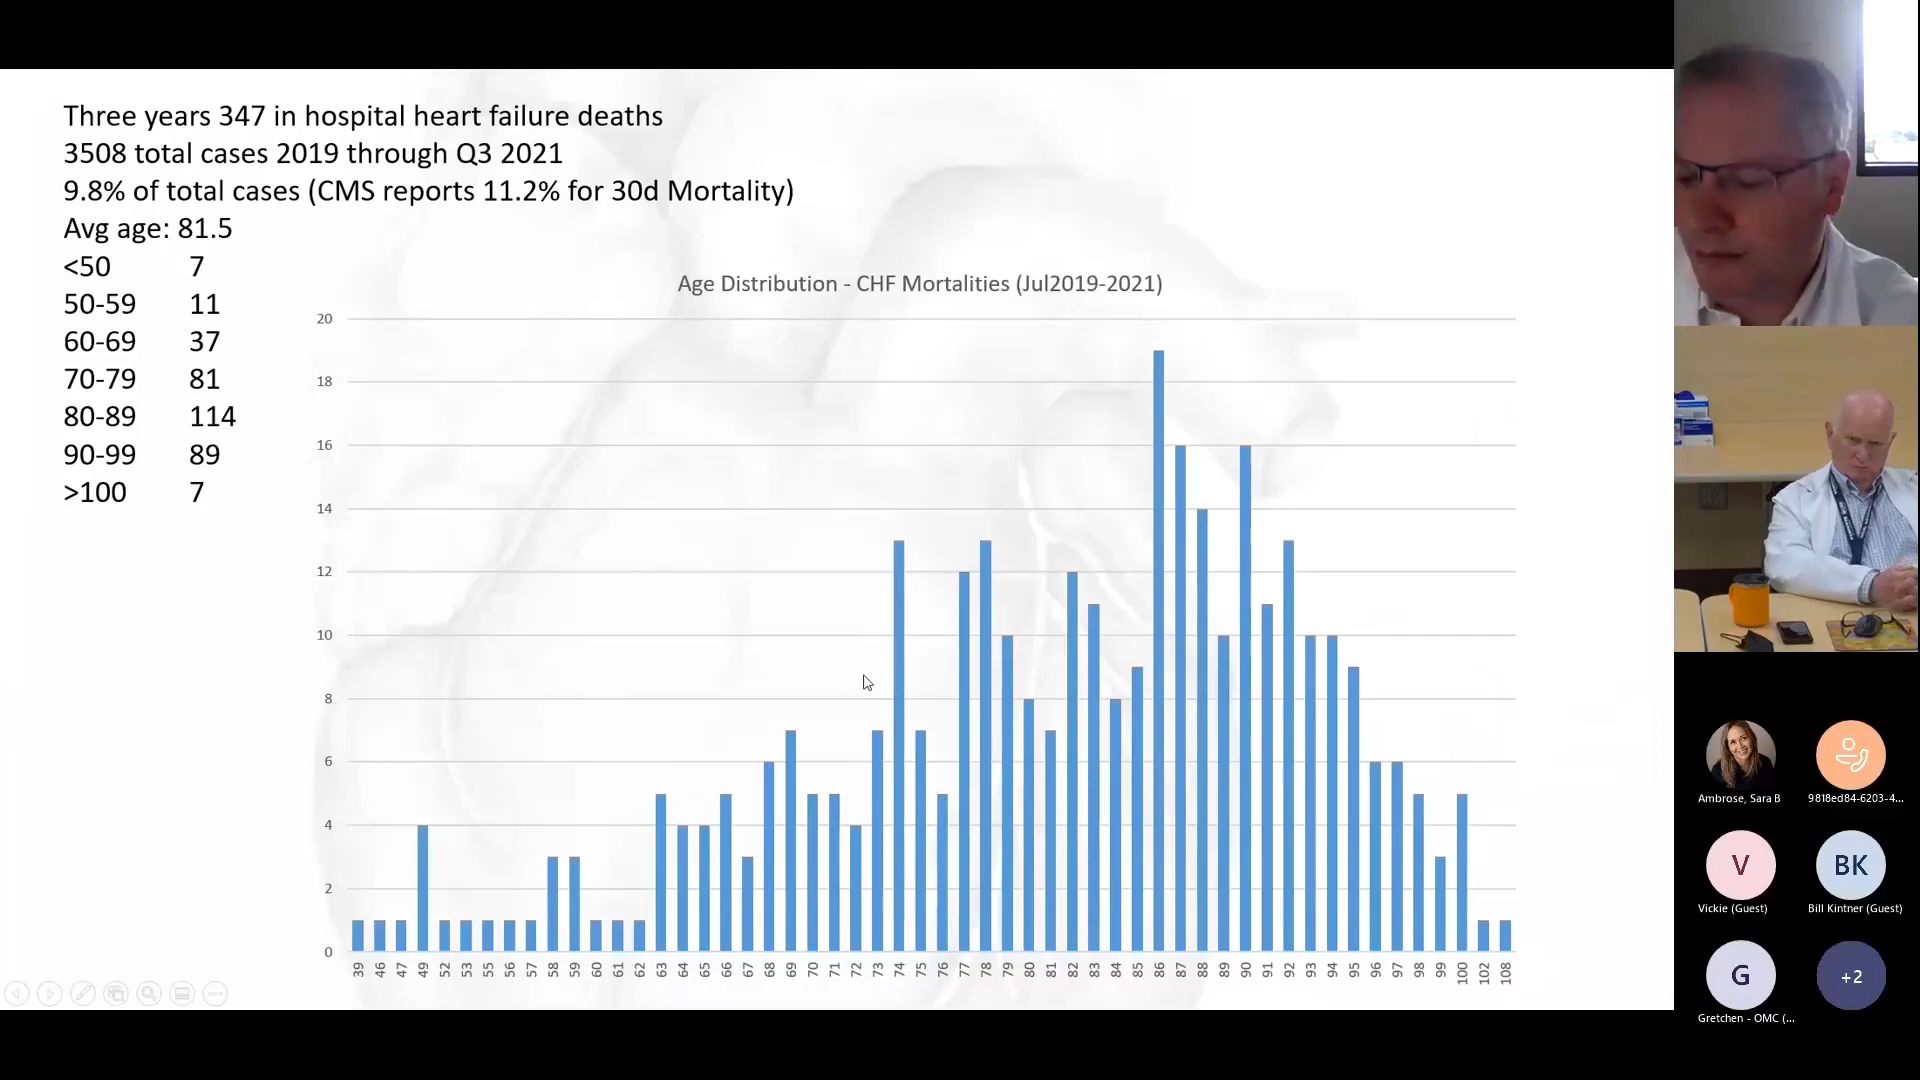 Three years 347 in hospital heart failure deaths
3508 total cases 2019 through Q3 2021
9.8% of total cases (CMS reports 11.2% for 30d Mortality)
Avg age: 81.5
<50 7
50-59 11
60-69 37
70-79 81
80-89 114
90-99 89
>100 7
Age Distribution - CHF Mortalities (Jul2019-2021)
20
18
16
14
12
10
8
6
4
2
0
39 46 47 49 52 53 55 56 57 58 59 60 61 62 63 64 65 66 67 68 69 70 71 72 73 74 75 76 77 78 79 80 81 82 83 84 85 86 87 88 89 90 91 92 93 94 95 96 97 98 99 100 102 108
Ambrose, Sara B
9818ed84-6203-4...
V
BK
Vickie (Guest)
Bill Kintner (Guest)
G
+2
Gretchen - OMC (...